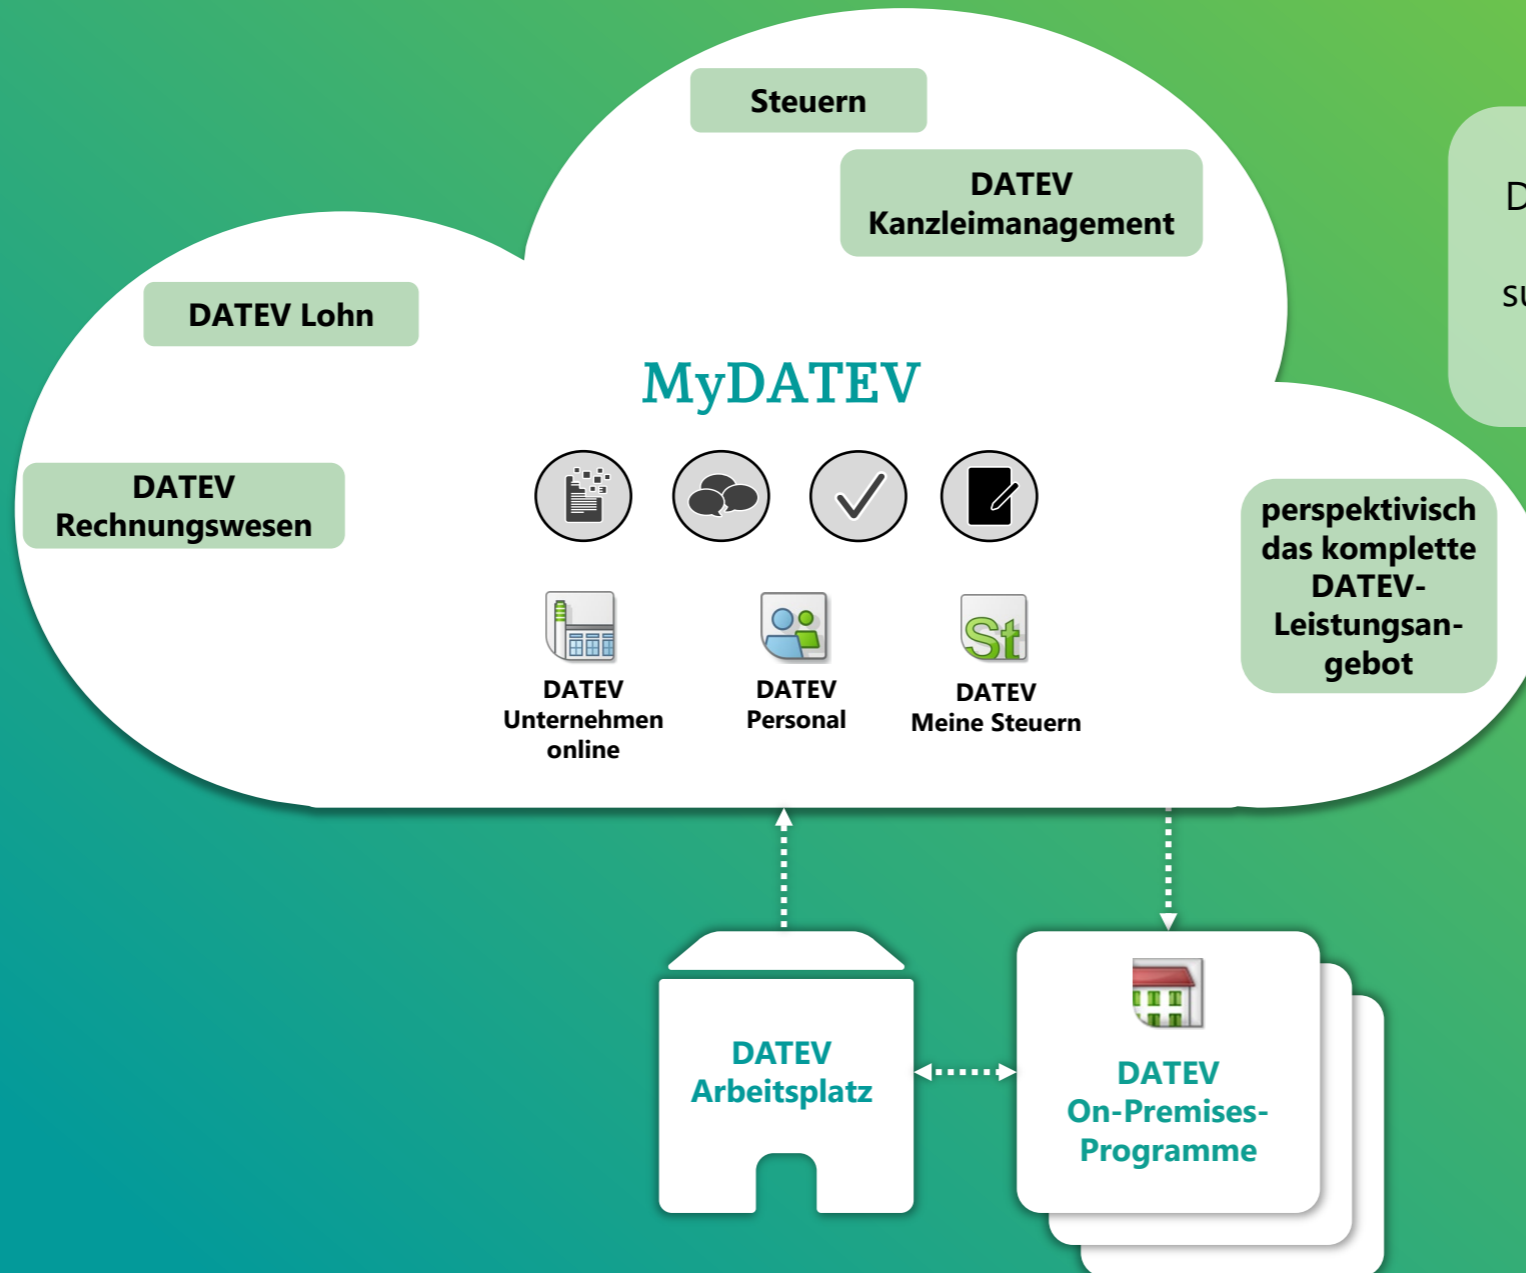 Steuern
DATEV
Kanzleimanagement
DATEV Lohn
MyDATEV
DATEV
Rechnungswesen
perspektivisch
das komplette
DATEV-
Leistungsan-
gebot
St
DATEV
Unternehmen
online
DATEV
Personal
DATEV
Meine Steuern
DATEV
Arbeitsplatz
DATEV
On-Premises-
Programme